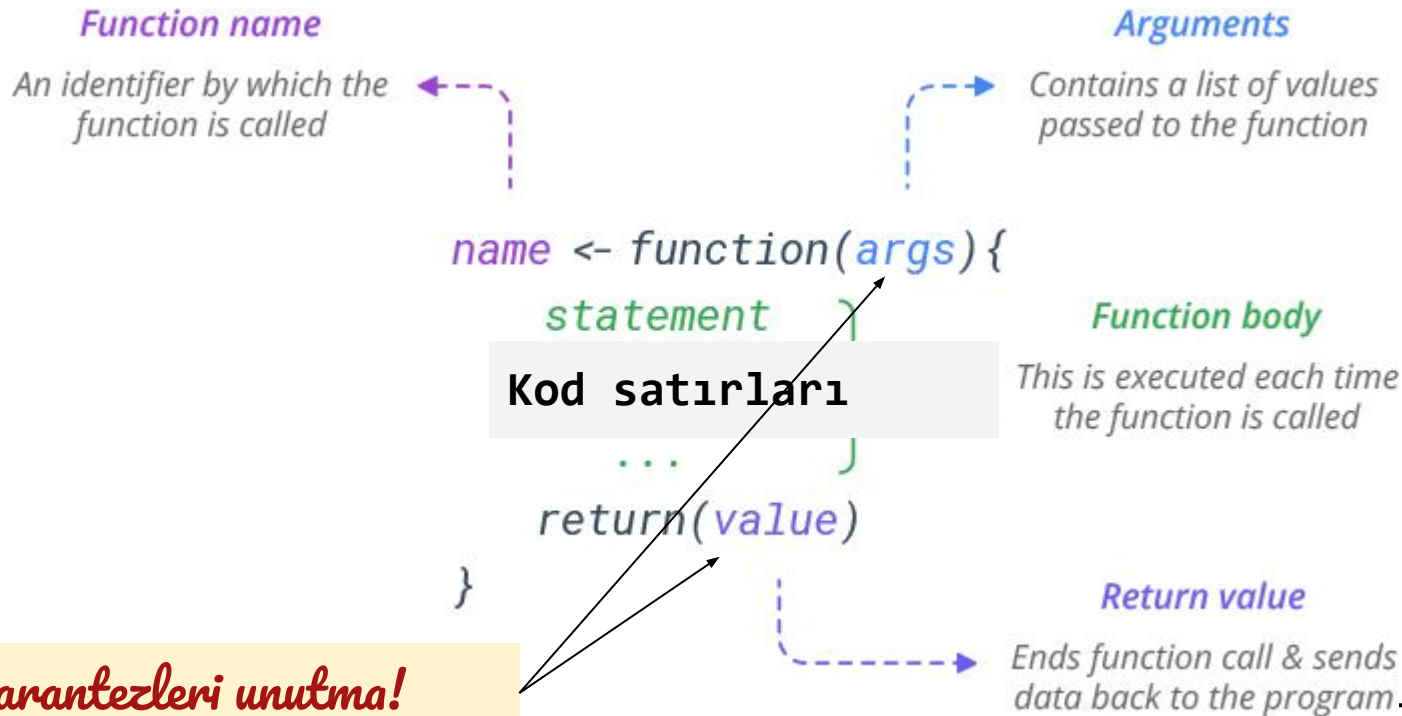 Function name
An identifier by which the
function is called
Arguments
Contains a list of values
passed to the function
name <- function(args){
statement
Kod satırları
...
return(value)
}
Function body
This is executed each time
the function is called
Return value
Ends function call & sends
data back to the program.
arantezleri unutma!